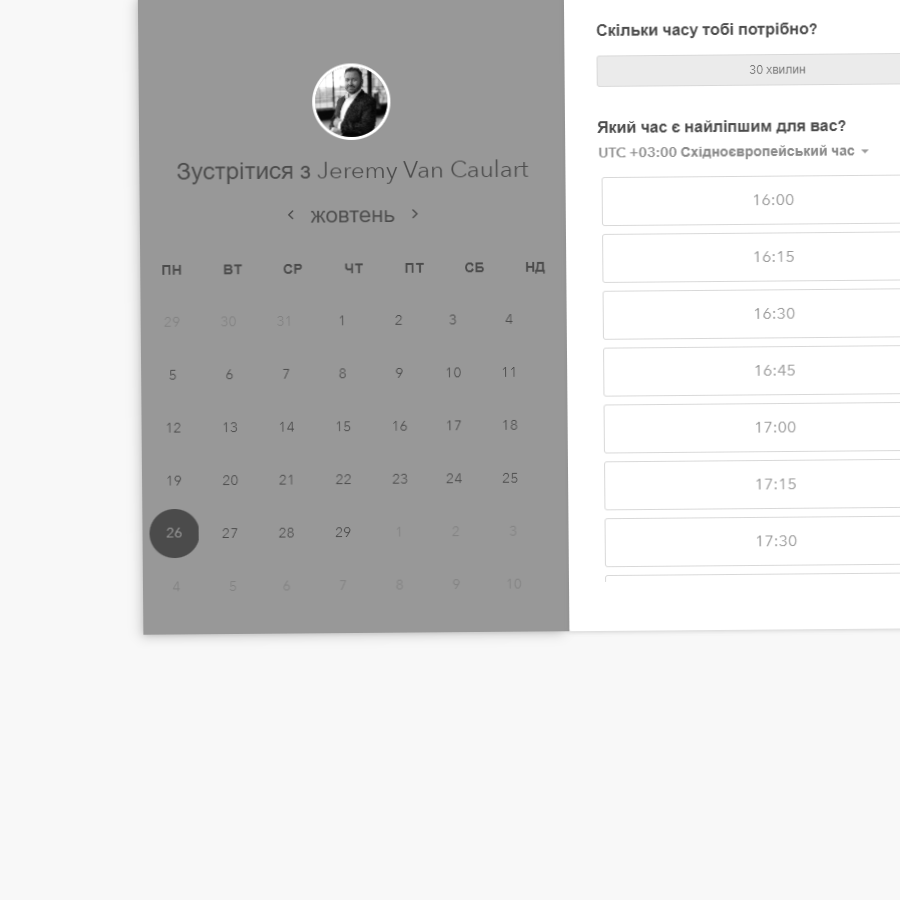 Зустрітися з Jeremy Van Caulart
‹ жовтень ›
ПН ВТ СР ЧТ ПТ СБ НД
29 30 31 1 2 3 4
5 6 7 8 9 10 11
12 13 14 15 16 17 18
19 20 21 22 23 24 25
26 27 28 29 1 2 3
4 5 6 7 8 9 10
Скільки часу тобі потрібно?
30 хвилин
Який час є найліпшим для вас?
UTC +03:00 Східноєвропейський час
16:00
16:15
16:30
16:45
17:00
17:15
17:30